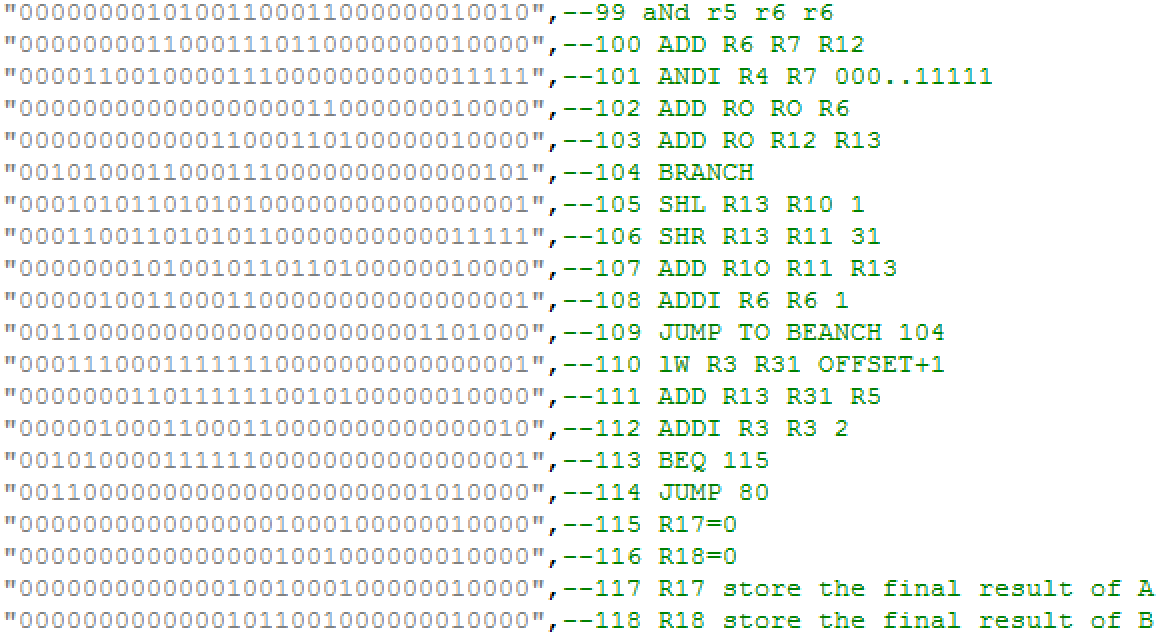 "00000000101001100011000000010010",--99 aNd r5 r6 r6
"00000000110001110110000000010000",--100 ADD R6 R7 R12
"00001100100001110000000000011111",--101 ANDI R4 R7 000..11111
"00000000000000000011000000010000",--102 ADD RO RO R6
"00000000000011000110100000010000",--103 ADD RO R12 R13
"00101000110001110000000000000101",--104 BRANCH
"00010101101010100000000000000001",--105 SHL R13 R10 1
"00011001101010110000000000011111",--106 SHR R13 R11 31
"00000001010010110110100000010000",--107 ADD R1O R11 R13
"00000100110001100000000000000001",--108 ADDI R6 R6 1
"00110000000000000000000001101000",--109 JUMP TO BEANCH 104
"00011100011111110000000000000001",--110 lW R3 R31 OFFSET+1
"00000001101111110010100000010000",--111 ADD R13 R31 R5
"00000100011000110000000000000010",--112 ADDI R3 R3 2
"00101000011111100000000000000001",--113 BEQ 115
"00110000000000000000000001010000",--114 JUMP 80
"00000000000000001000100000010000",--115 R17=0
"00000000000000001001000000010000",--116 R18=0
"00000000000001001000100000010000",--117 R17 store the final result of A
"00000000000001011001000000010000",--118 R18 store the final result of B